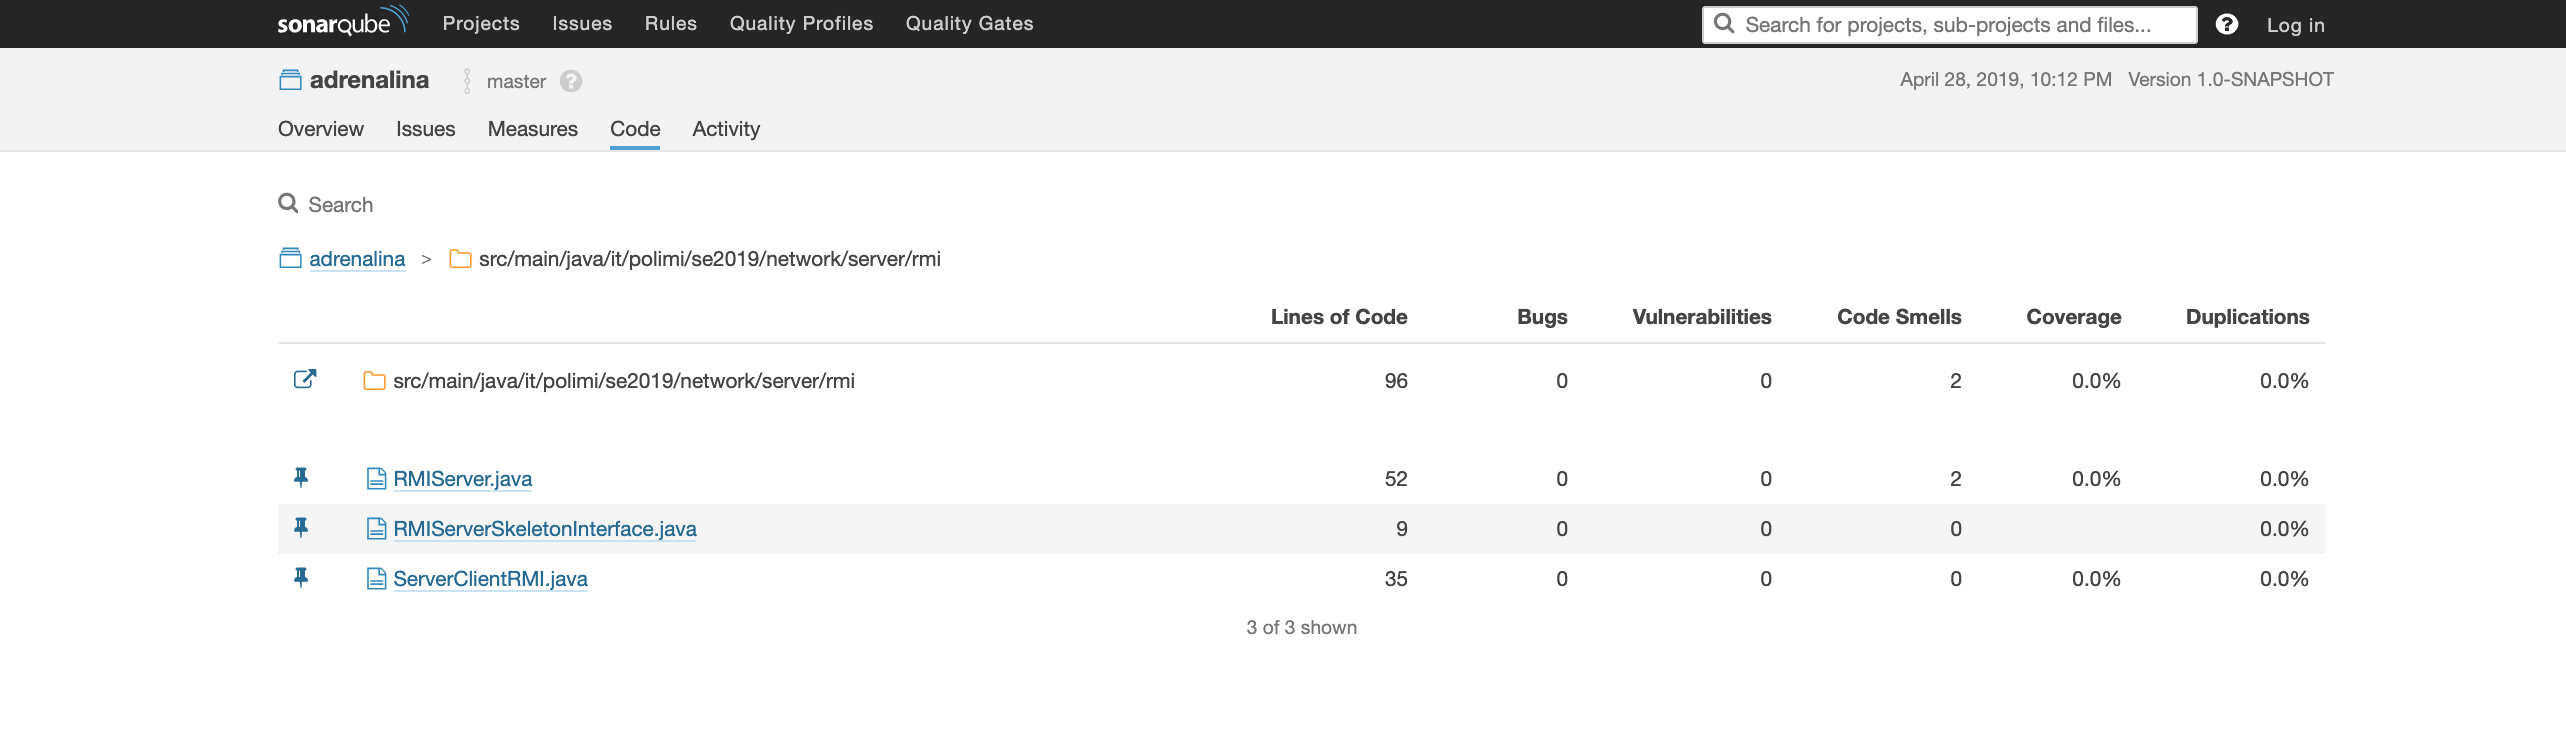 sonarqube Projects Issues Rules Quality Profiles Quality Gates Search for projects, sub-projects and files... ? Log in
adrenalina master ? April 28, 2019, 10:12 PM Version 1.0-SNAPSHOT
Overview Issues Measures Code Activity
Search
adrenalina > src/main/java/it/polimi/se2019/network/server/rmi
Lines of Code Bugs Vulnerabilities Code Smells Coverage Duplications
src/main/java/it/polimi/se2019/network/server/rmi 96 0 0 2 0.0% 0.0%
RMIServer.java 52 0 0 2 0.0% 0.0%
RMIServerSkeletonInterface.java 9 0 0 0 0.0%
ServerClientRMI.java 35 0 0 0 0.0% 0.0%
3 of 3 shown